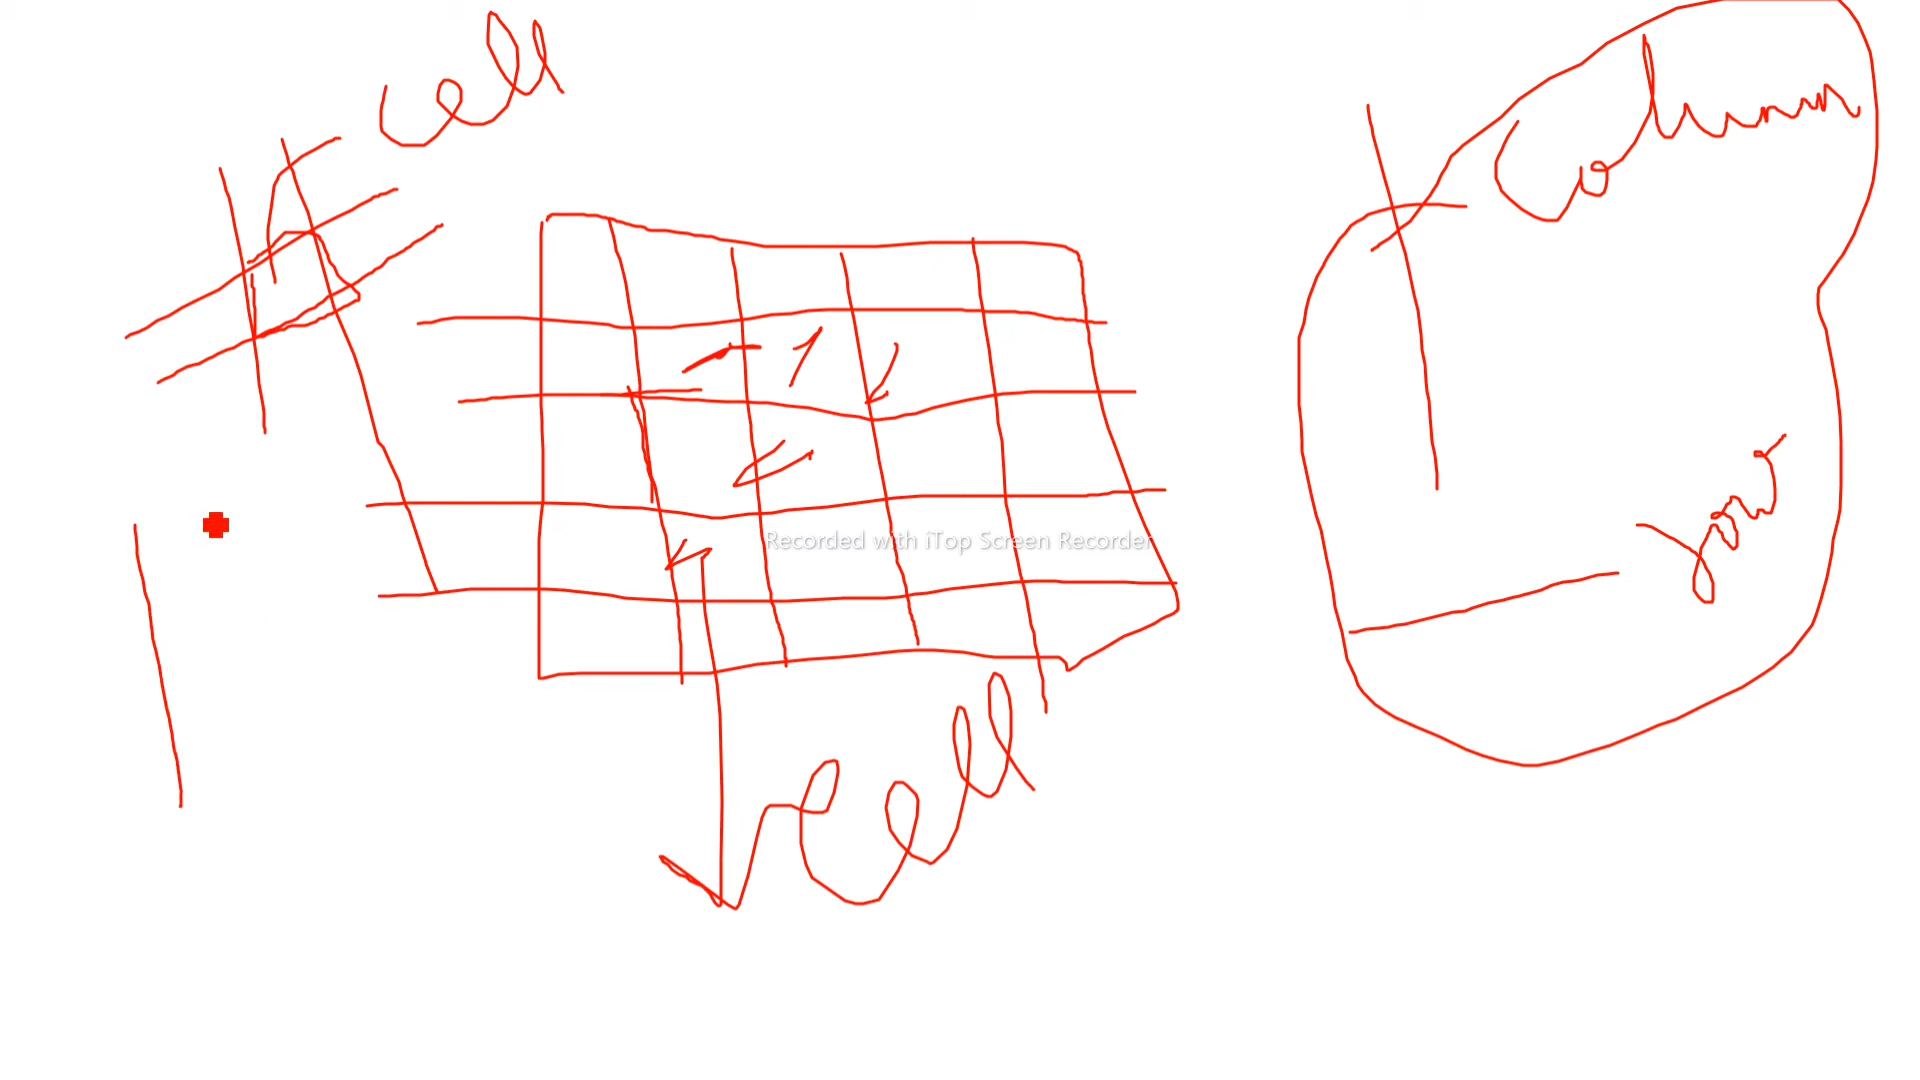 cell
Column
row
Recorded with iTop Screen Recorder
cell